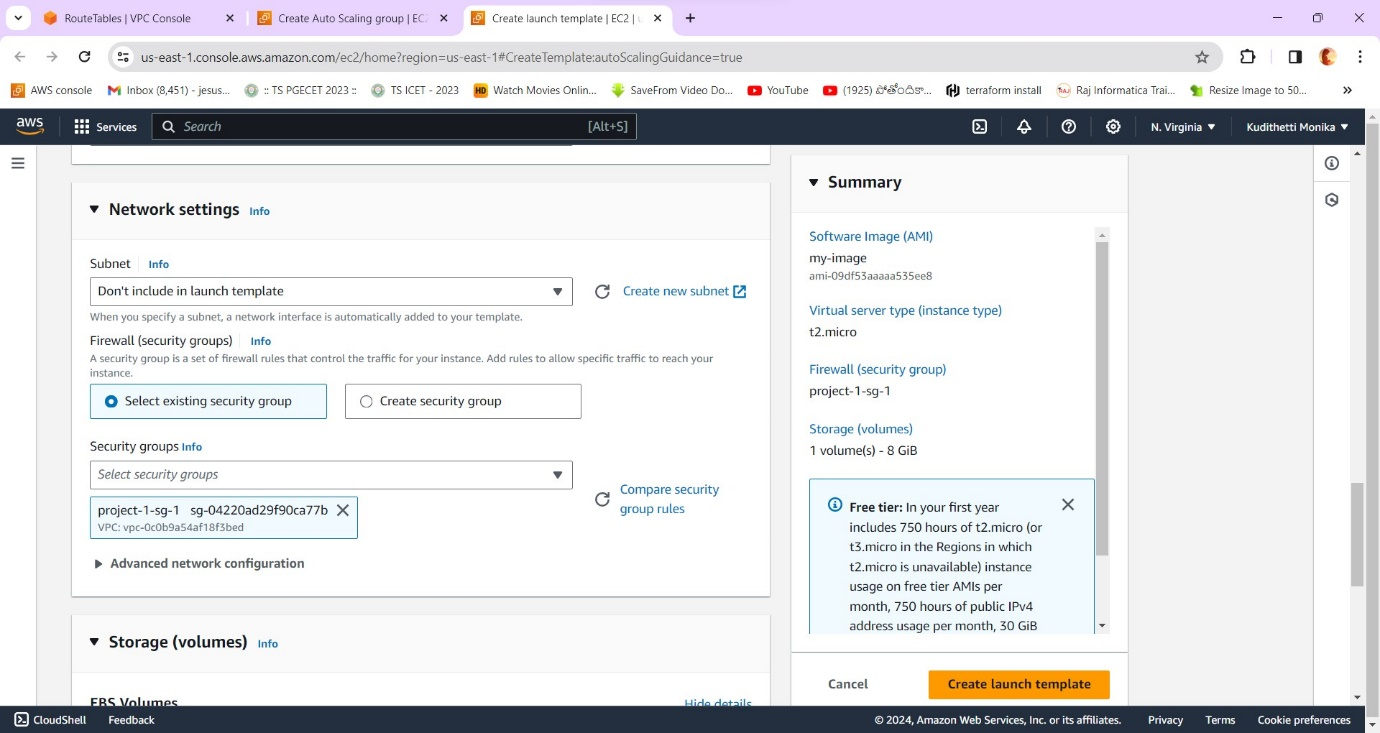 RouteTables | VPC Console
Create Auto Scaling group | EC2
Create launch template | EC2 | u
us-east-1.console.aws.amazon.com/ec2/home?region=us-east-1#CreateTemplate:autoScalingGuidance=true
AWS console
Inbox (8,451) - jesus...
:: TS PGECET 2023 ::
TS ICET - 2023
HD
Watch Movies Onlin...
SaveFrom Video Do...
YouTube
terraform install
Raj Informatica Trai...
Resize Image to 50...
aws
Services
Search
[Alt+S]
N. Virginia
Kudithetti Monika
Network settings Info
Subnet Info
Don't include in launch template
Create new subnet
When you specify a subnet, a network interface is automatically added to your template.
Firewall (security groups) Info
A security group is a set of firewall rules that control the traffic for your instance. Add rules to allow specific traffic to reach your
instance.
Select existing security group
Create security group
Security groups Info
Select security groups
Compare security
group rules
project-1-sg-1 sg-04220ad29f90ca77b
VPC: vpc-0c0b9a54af18f3bed
Advanced network configuration
Storage (volumes) Info
EBS Volumes
Hide details
Summary
Software Image (AMI)
my-image
ami-09df53aaaaa535ee8
Virtual server type (instance type)
t2.micro
Firewall (security group)
project-1-sg-1
Storage (volumes)
1 volume(s) - 8 GiB
Free tier: In your first year
includes 750 hours of t2.micro (or
t3.micro in the Regions in which
t2.micro is unavailable) instance
usage on free tier AMIs per
month, 750 hours of public IPv4
address usage per month, 30 GiB
Cancel
Create launch template
CloudShell
Feedback
© 2024, Amazon Web Services, Inc. or its affiliates.
Privacy
Terms
Cookie preferences